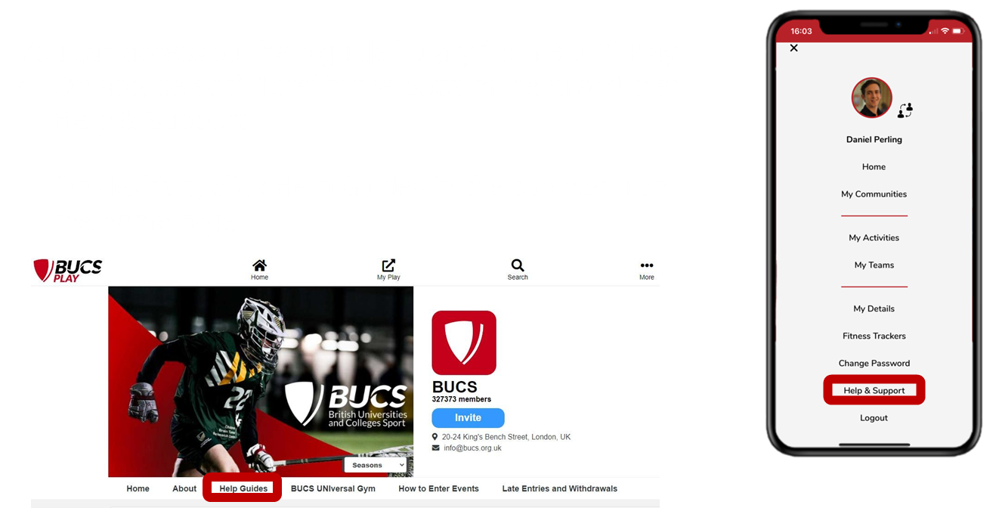 BUCS
PLAY
Home
My Play
Search
More
22
BUCS
British Universities
and Colleges Sport
Seasons
BUCS
327373 members
Invite
20-24 King's Bench Street, London, UK
info@bucs.org.uk
Home
About
Help Guides
BUCS UNIversal Gym
How to Enter Events
Late Entries and Withdrawals
16:03
Daniel Perling
Home
My Communities
My Activities
My Teams
My Details
Fitness Trackers
Change Password
Help & Support
Logout